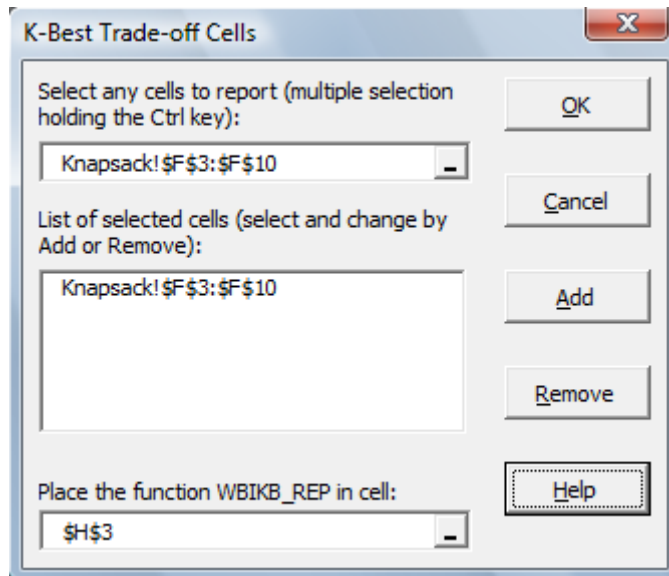 K-Best Trade-off Cells
Select any cells to report (multiple selection
holding the Ctrl key):
OK
Knapsack!$F$3:$F$10
Cancel
List of selected cells (select and change by
Add or Remove):
Knapsack!$F$3:$F$10
Add
Remove
Place the function WBIKB_REP in cell:
Help
$H$3